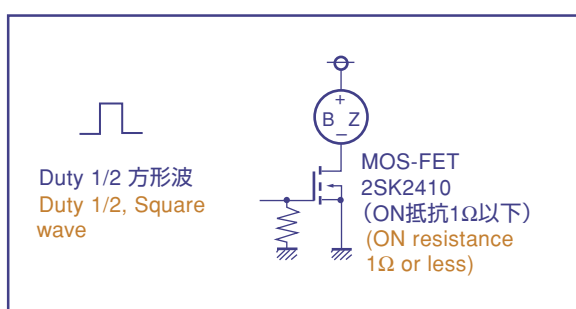 +
B Z
−
Duty 1/2 方形波
Duty 1/2, Square
wave
MOS-FET
2SK2410
（ON抵抗1Ω以下）
(ON resistance
1Ω or less)